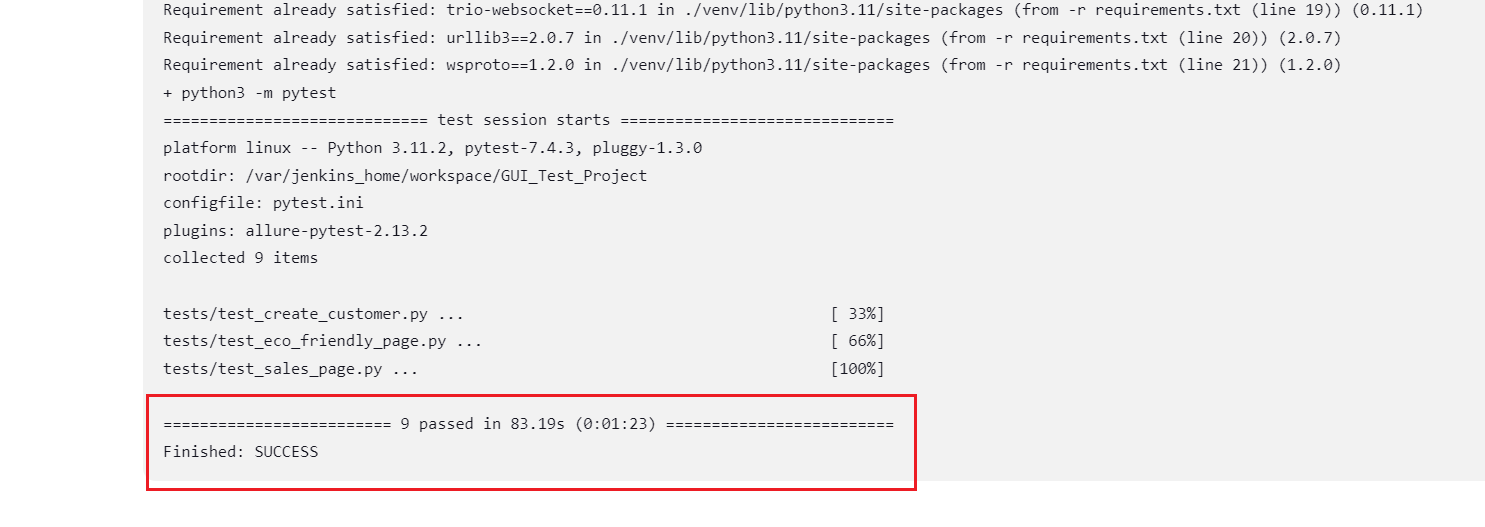 Requirement already satisfied: trio-websocket==0.11.1 in ./venv/lib/python3.11/site-packages (from -r requirements.txt (line 19)) (0.11.1)
Requirement already satisfied: urllib3==2.0.7 in ./venv/lib/python3.11/site-packages (from -r requirements.txt (line 20)) (2.0.7)
Requirement already satisfied: wsproto==1.2.0 in ./venv/lib/python3.11/site-packages (from -r requirements.txt (line 21)) (1.2.0)
+ python3 -m pytest
============================= test session starts ==============================
platform linux -- Python 3.11.2, pytest-7.4.3, pluggy-1.3.0
rootdir: /var/jenkins_home/workspace/GUI_Test_Project
configfile: pytest.ini
plugins: allure-pytest-2.13.2
collected 9 items
tests/test_create_customer.py ...                                        [ 33%]
tests/test_eco_friendly_page.py ...                                      [ 66%]
tests/test_sales_page.py ...                                             [100%]
========================= 9 passed in 83.19s (0:01:23) =========================
Finished: SUCCESS